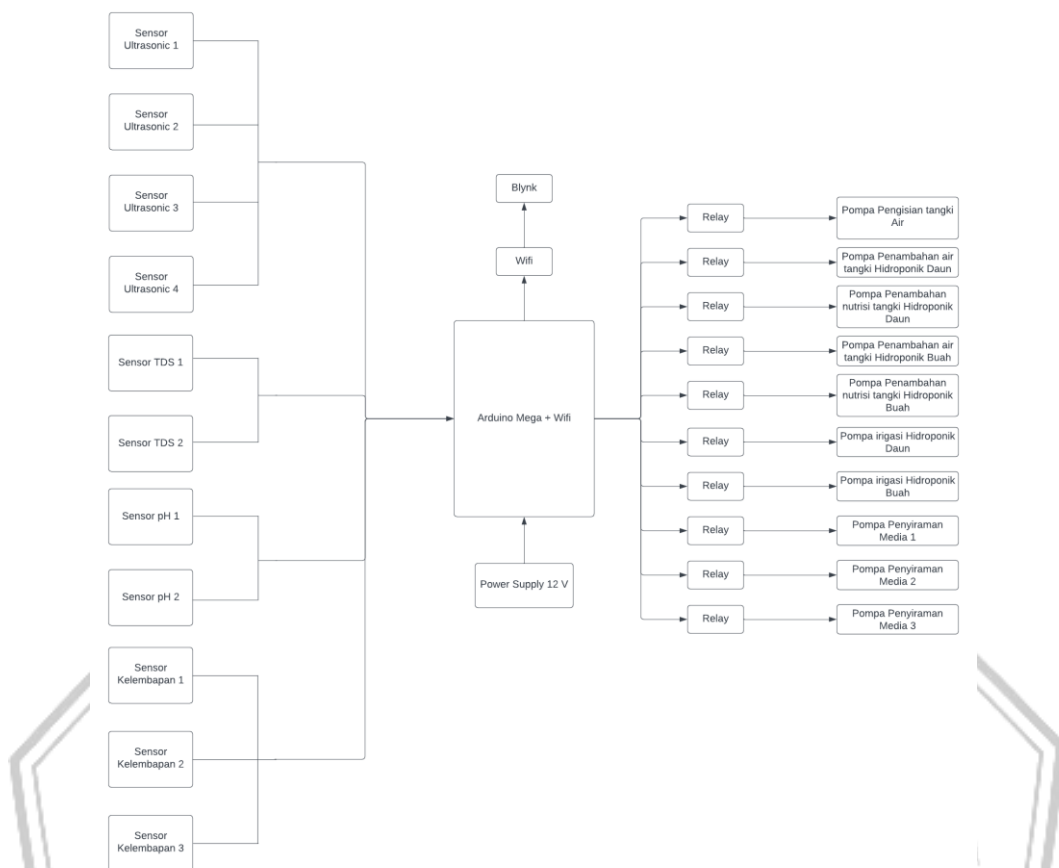 Sensor
Ultrasonic 1
Sensor
Ultrasonic 2
Sensor
Ultrasonic 3
Sensor
Ultrasonic 4
Sensor TDS 1
Sensor TDS 2
Sensor pH 1
Sensor pH 2
Sensor
Kelembapan 1
Sensor
Kelembapan 2
Sensor
Kelembapan 3
Blynk
Wifi
Arduino Mega + Wifi
Power Supply 12 V
Relay
Relay
Relay
Relay
Relay
Relay
Relay
Relay
Relay
Relay
Pompa Pengisian tangki
Air
Pompa Penambahan air
tangki Hidroponik Daun
Pompa Penambahan
nutrisi tangki Hidroponik
Daun
Pompa Penambahan air
tangki Hidroponik Buah
Pompa Penambahan
nutrisi tangki Hidroponik
Buah
Pompa irigasi Hidroponik
Daun
Pompa irigasi Hidroponik
Buah
Pompa Penyiraman
Media 1
Pompa Penyiraman
Media 2
Pompa Penyiraman
Media 3